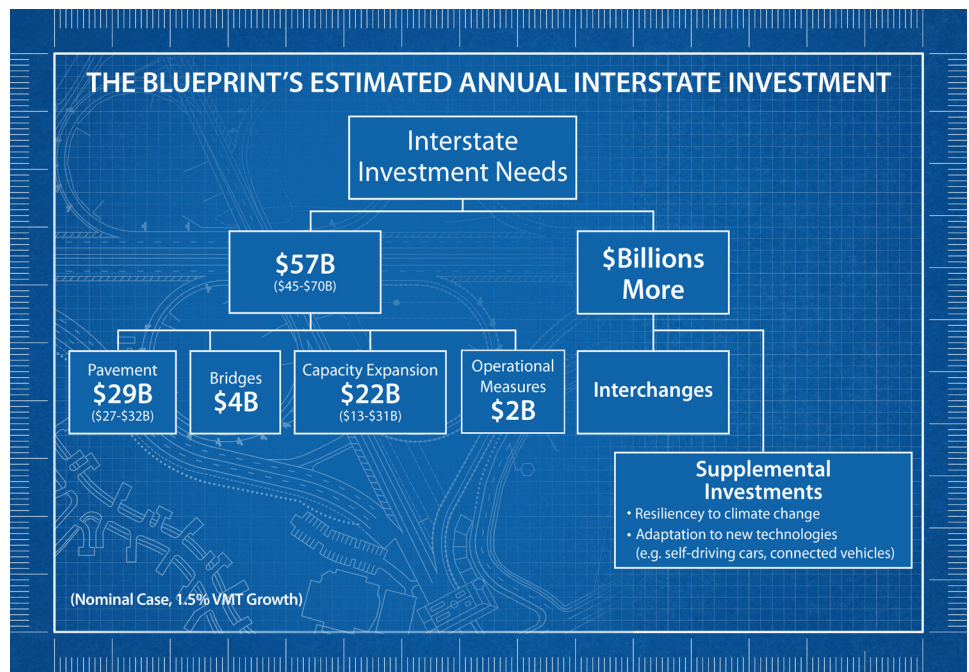 THE BLUEPRINT'S ESTIMATED ANNUAL INTERSTATE INVESTMENT
Interstate
Investment Needs
$57B
($45-$70B)
$Billions
More
Pavement
$29B
($27-$32B)
Bridges
$4B
Capacity Expansion
$22B
($13-$31B)
Operational
Measures
$2B
Interchanges
Supplemental
Investments
• Resiliencey to climate change
• Adaptation to new technologies
(e.g. self-driving cars, connected vehicles)
(Nominal Case, 1.5% VMT Growth)